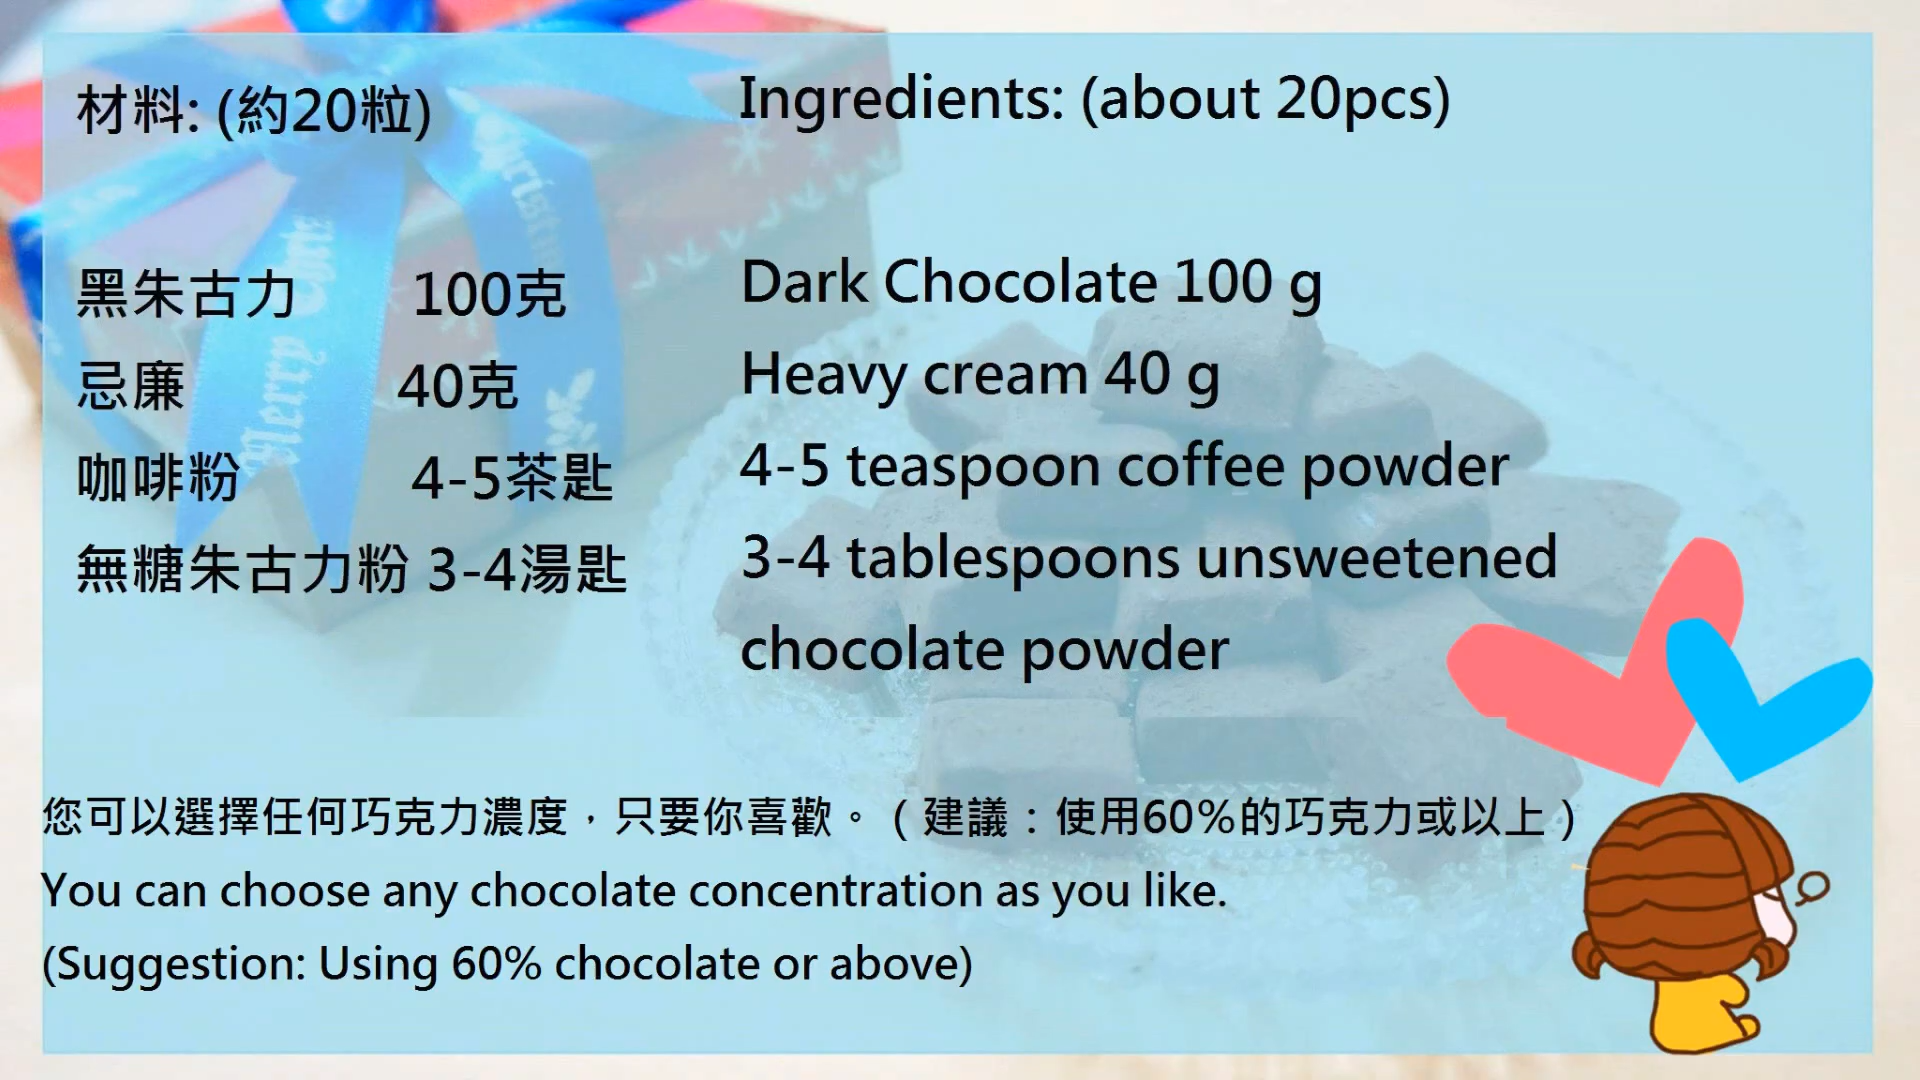 材料: (約20粒)
黑朱古力 100克
忌廉 40克
咖啡粉 4-5茶匙
無糖朱古力粉 3-4湯匙
Ingredients: (about 20pcs)
Dark Chocolate 100 g
Heavy cream 40 g
4-5 teaspoon coffee powder
3-4 tablespoons unsweetened
chocolate powder
您可以選擇任何巧克力濃度，只要你喜歡。（建議：使用60%的巧克力或以上）
You can choose any chocolate concentration as you like.
(Suggestion: Using 60% chocolate or above)
Merry Chri
hristm